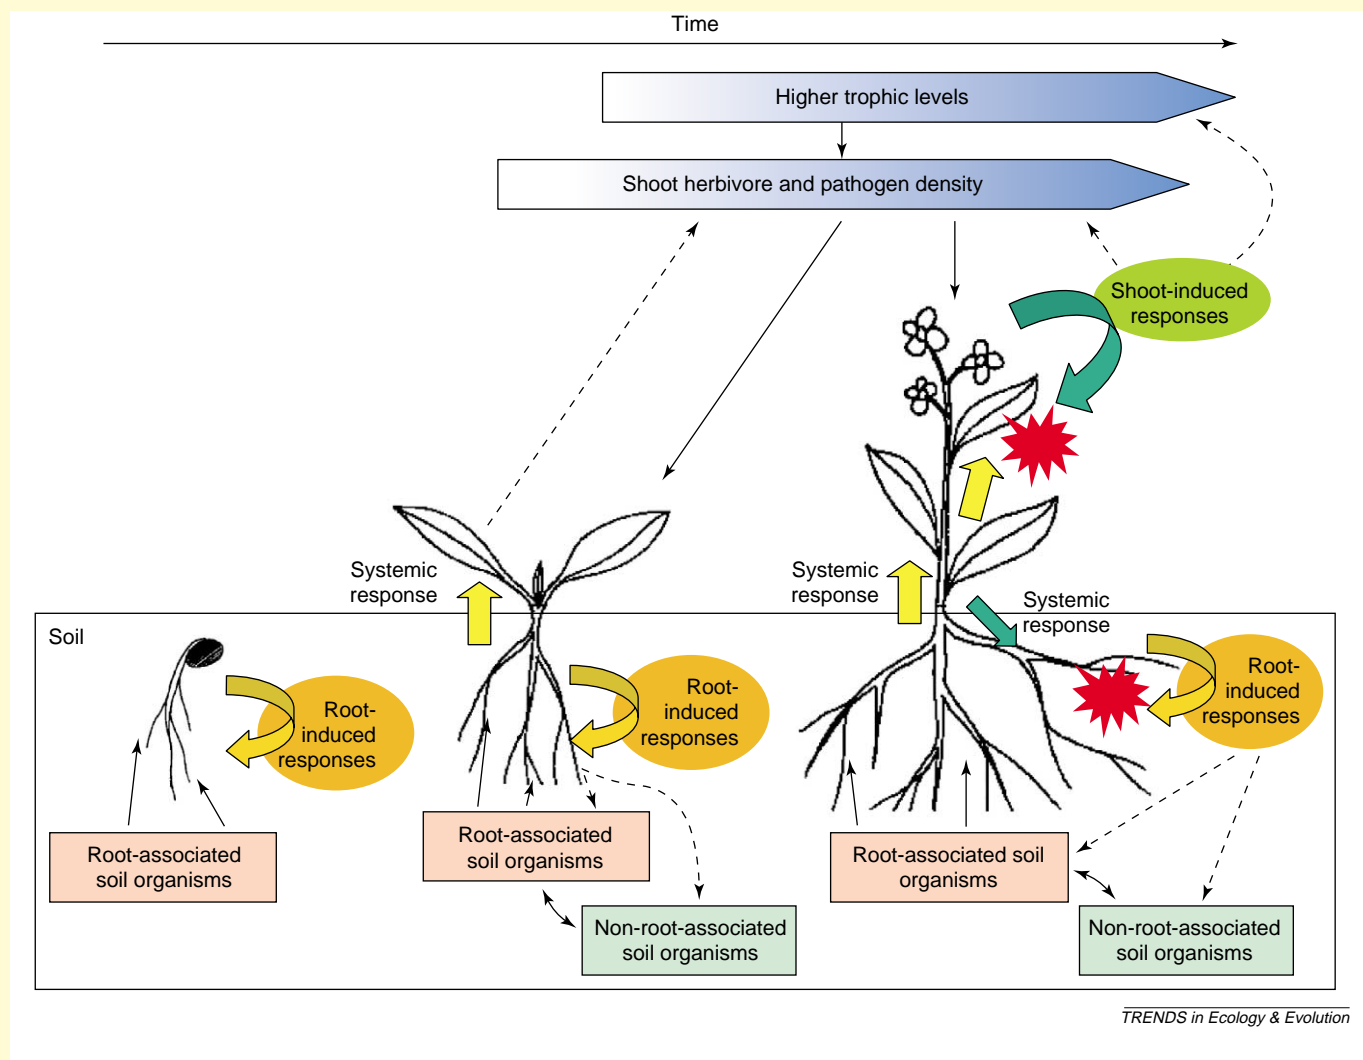 Time
Higher trophic levels
Shoot herbivore and pathogen density
Shoot-induced
responses
Systemic
response
Systemic
response
Systemic
response
Soil
Root-
induced
responses
Root-
induced
responses
Root-
induced
responses
Root-associated
soil organisms
Root-associated
soil organisms
Root-associated soil
organisms
Non-root-associated
soil organisms
Non-root-associated
soil organisms
TRENDS in Ecology & Evolution